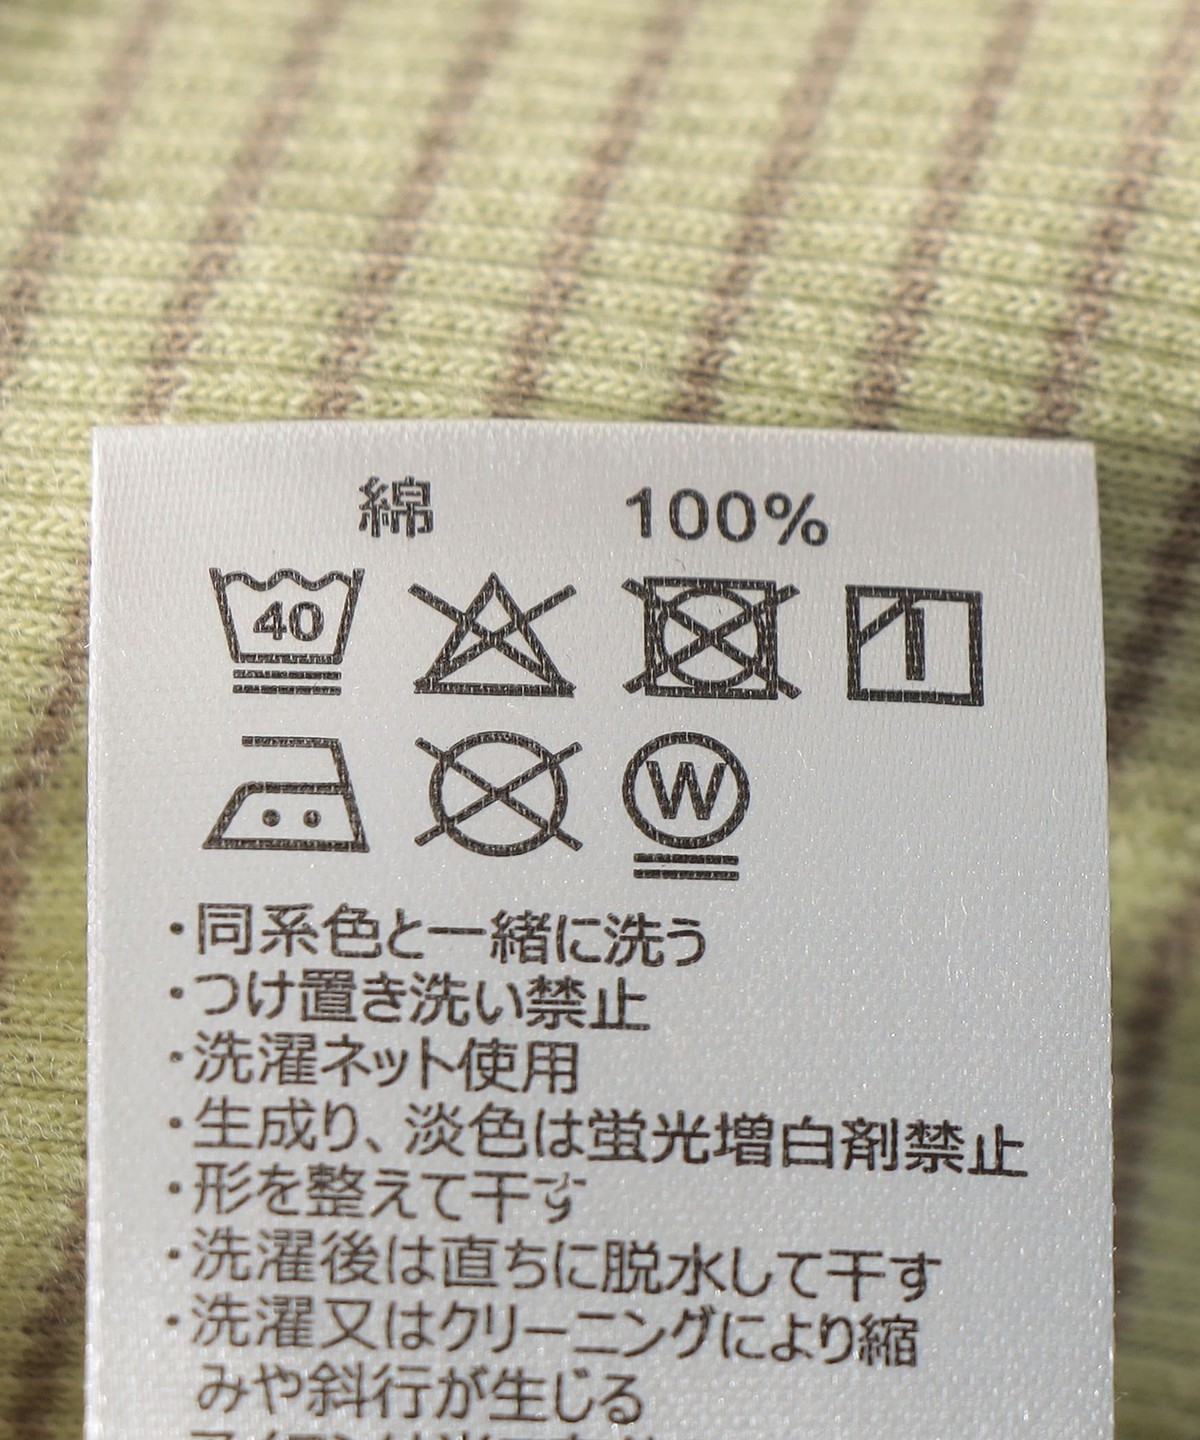 綿 100%
40
W
・同系色と一緒に洗う
・つけ置き洗い禁止
・洗濯ネット使用
・生成り、淡色は蛍光増白剤禁止
・形を整えて干す
・洗濯後は直ちに脱水して干す
・洗濯又はクリーニングにより縮
みや斜行が生じる